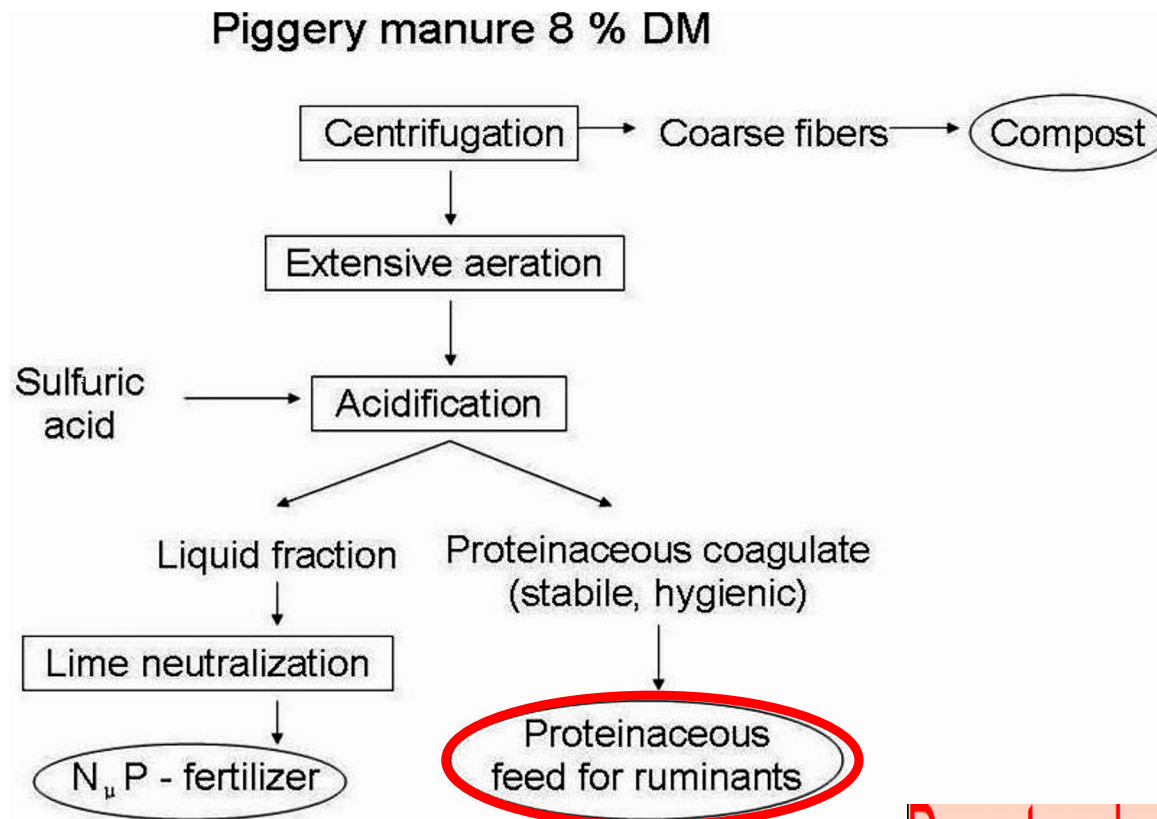 Piggery manure 8 % DM
Centrifugation
Coarse fibers
Compost
Extensive aeration
Sulfuric
acid
Acidification
Liquid fraction
Proteinaceous coagulate
(stabile, hygienic)
Lime neutralization
Proteinaceous
feed for ruminants
NμP - fertilizer